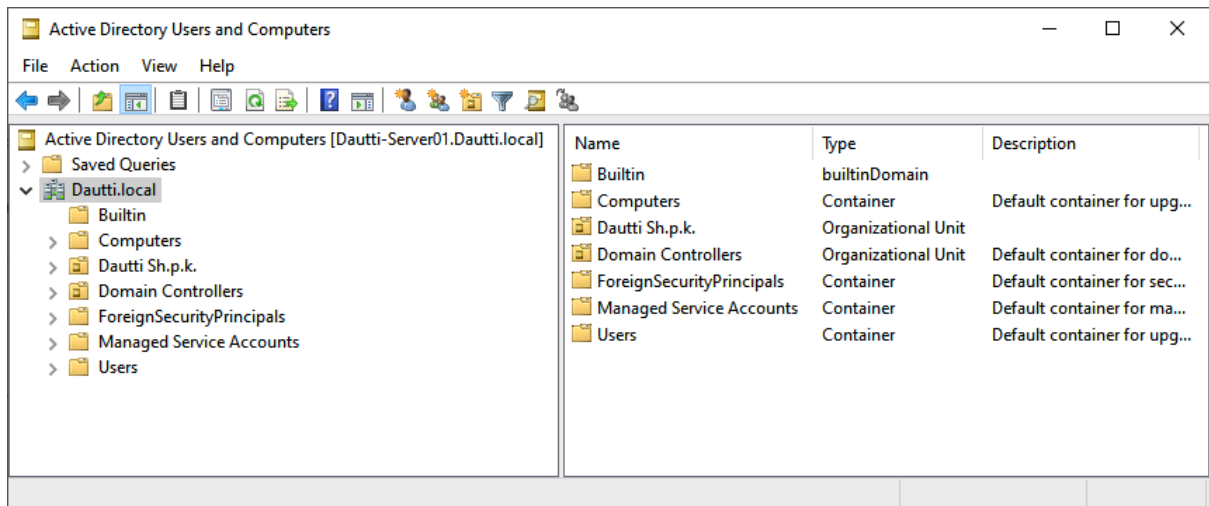 Active Directory Users and Computers
File Action View Help
Active Directory Users and Computers [Dautti-Server01.Dautti.local]
Saved Queries
Dautti.local
Builtin
Computers
Dautti Sh.p.k.
Domain Controllers
ForeignSecurityPrincipals
Managed Service Accounts
Users
Name Type Description
Builtin builtinDomain
Computers Container Default container for upg...
Dautti Sh.p.k. Organizational Unit
Domain Controllers Organizational Unit Default container for do...
ForeignSecurityPrincipals Container Default container for sec...
Managed Service Accounts Container Default container for ma...
Users Container Default container for upg...